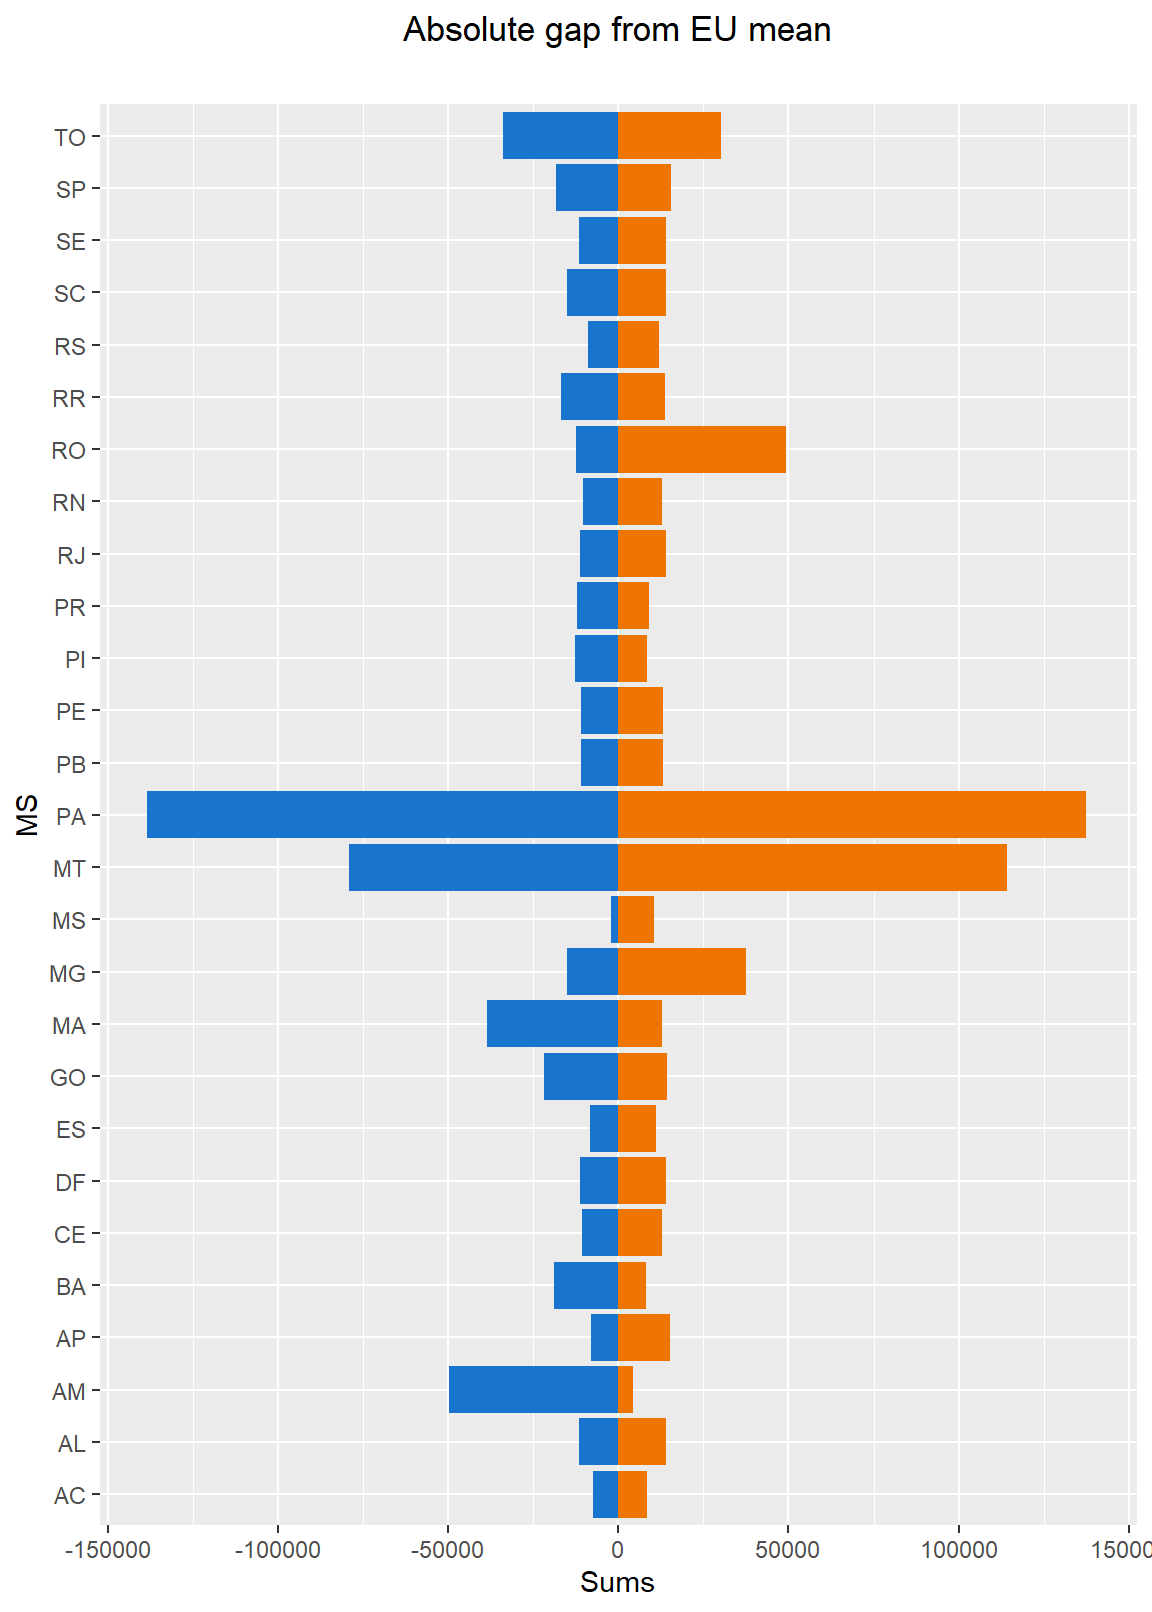 Absolute gap from EU mean
TO
SP
SE
SC
RS
RR
RO
RN
RJ
PR
PI
PE
PB
PA
MT
MS
MG
MA
GO
ES
DF
CE
BA
AP
AM
AL
AC
MS
-150000 -100000 -50000 0 50000 100000 15000
Sums